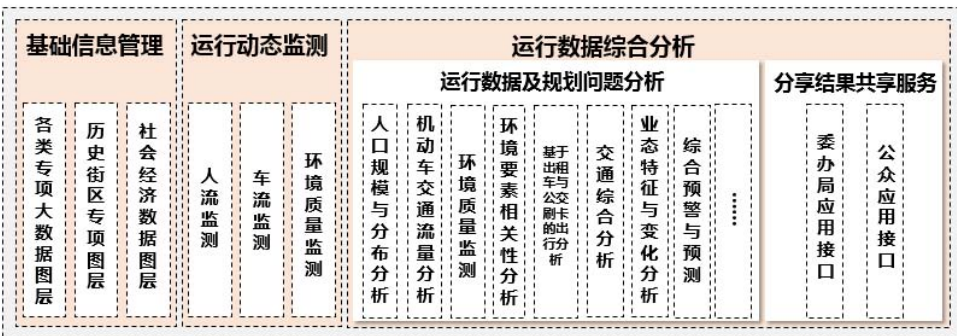 基础信息管理
各类专项大数据图层
历史街区专项图层
社会经济数据图层
运行动态监测
人流监测
车流监测
环境质量监测
运行数据综合分析
运行数据及规划问题分析
人口规模与分布分析
机动车交通流量分析
环境质量监测
环境要素相关性分析
基于出租车与公交刷卡的出行分析
交通综合分析
业态特征与变化分析
综合预警与预测
……
分享结果共享服务
委办局应用接口
公众应用接口